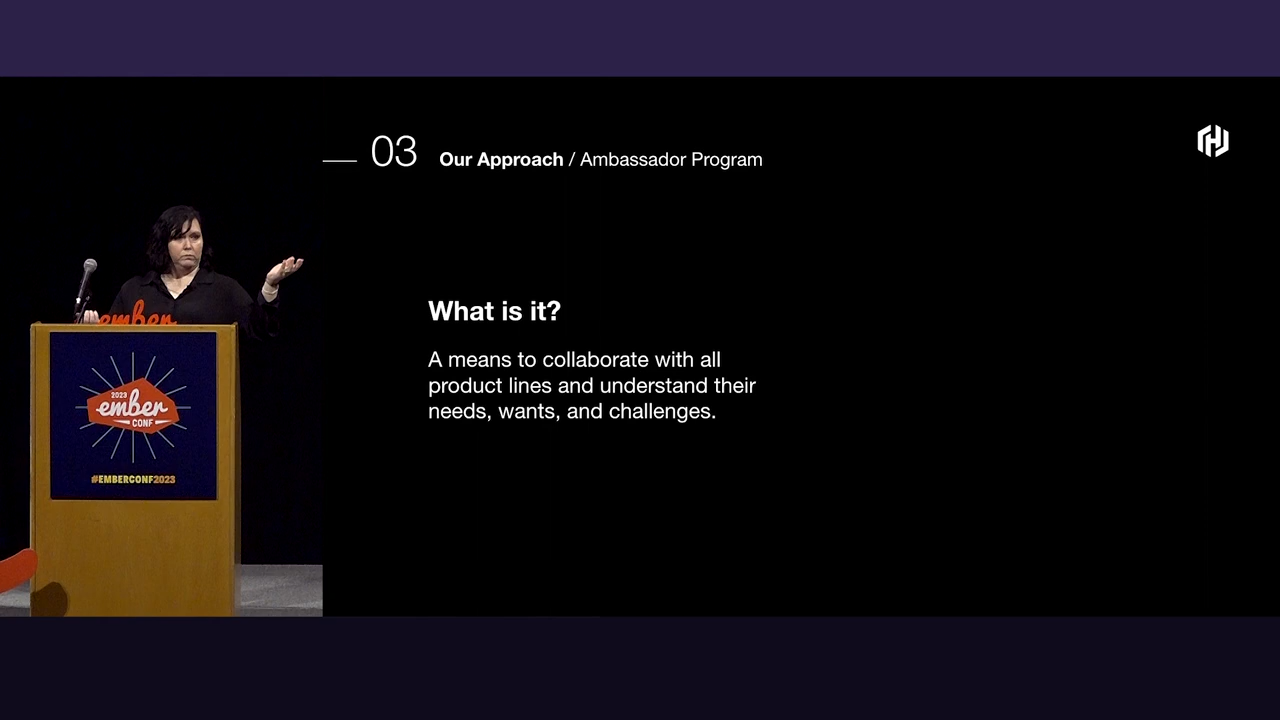 03 Our Approach / Ambassador Program
What is it?
A means to collaborate with all
product lines and understand their
needs, wants, and challenges.
ember
2023
ember
CONF
#EMBERCONF2023